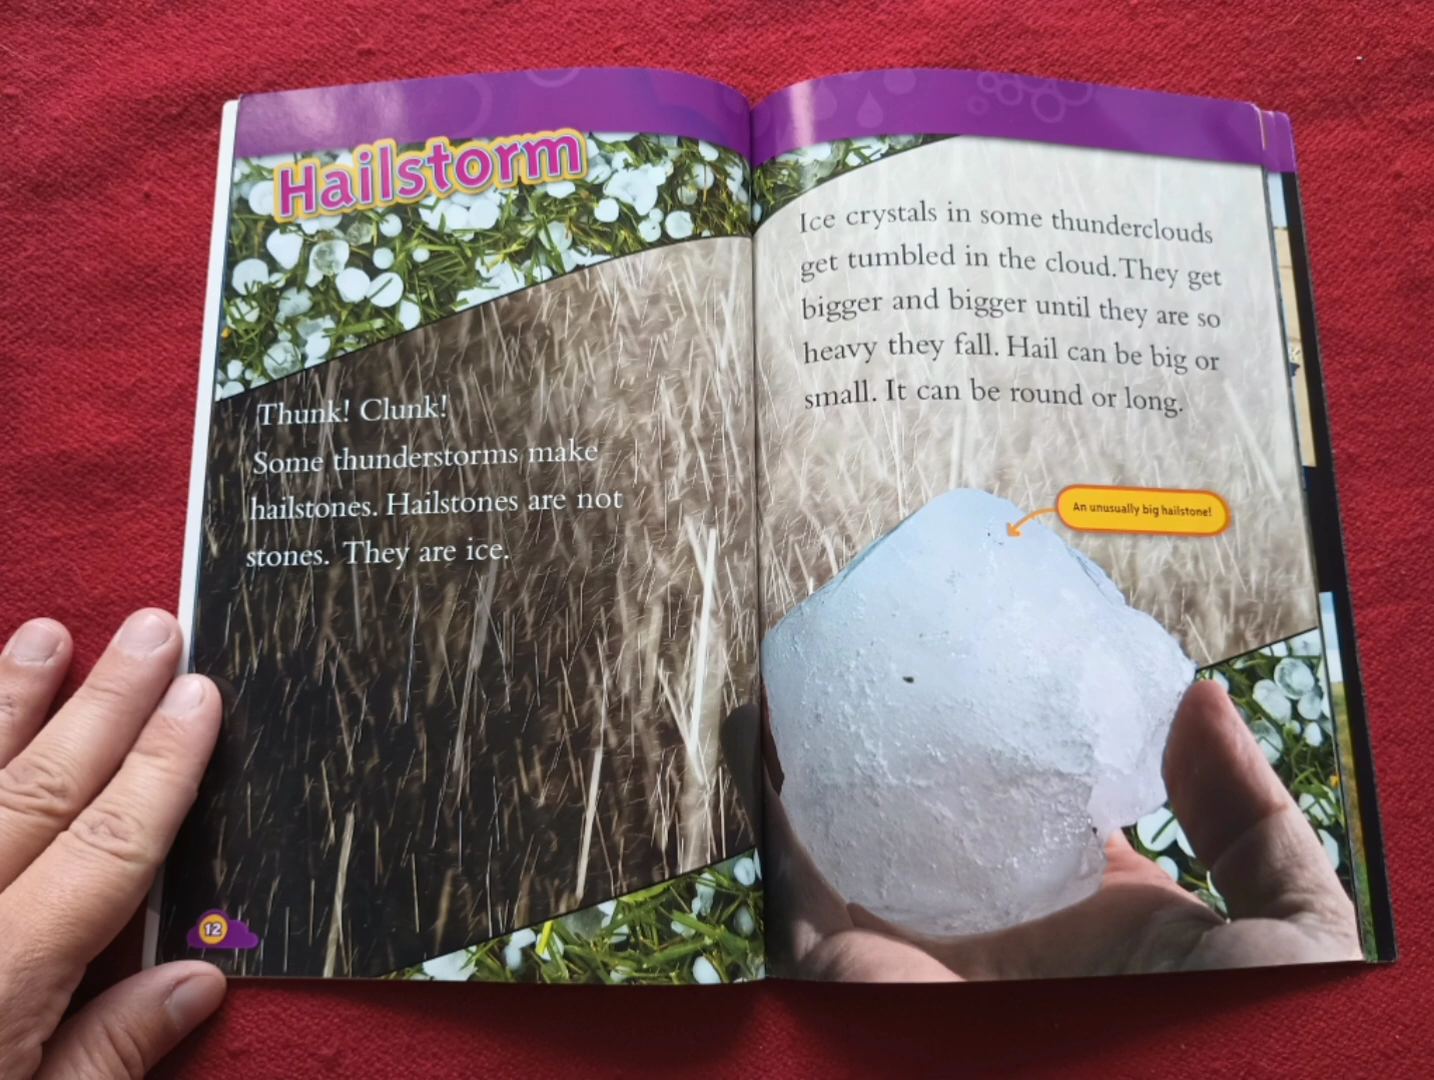 Hailstorm
Thunk! Clunk!
Some thunderstorms make
hailstones. Hailstones are not
stones. They are ice.
12
Ice crystals in some thunderclouds
get tumbled in the cloud.They get
bigger and bigger until they are so
heavy they fall. Hail can be big or
small. It can be round or long.
An unusually big hailstone!